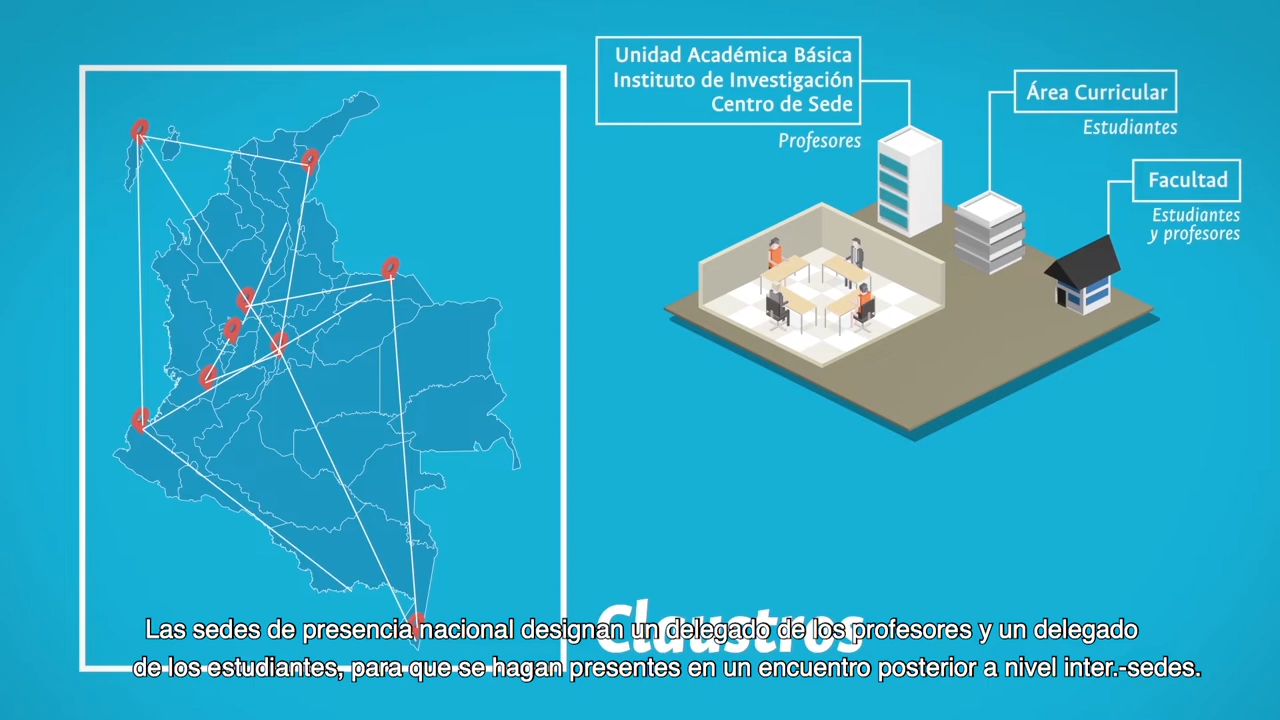 Unidad Académica Básica
Instituto de Investigación
Centro de Sede
Profesores
Área Curricular
Estudiantes
Facultad
Estudiantes
y profesores
Claustros
Las sedes de presencia nacional designan un delegado de los profesores y un delegado
de los estudiantes, para que se hagan presentes en un encuentro posterior a nivel inter.-sedes.